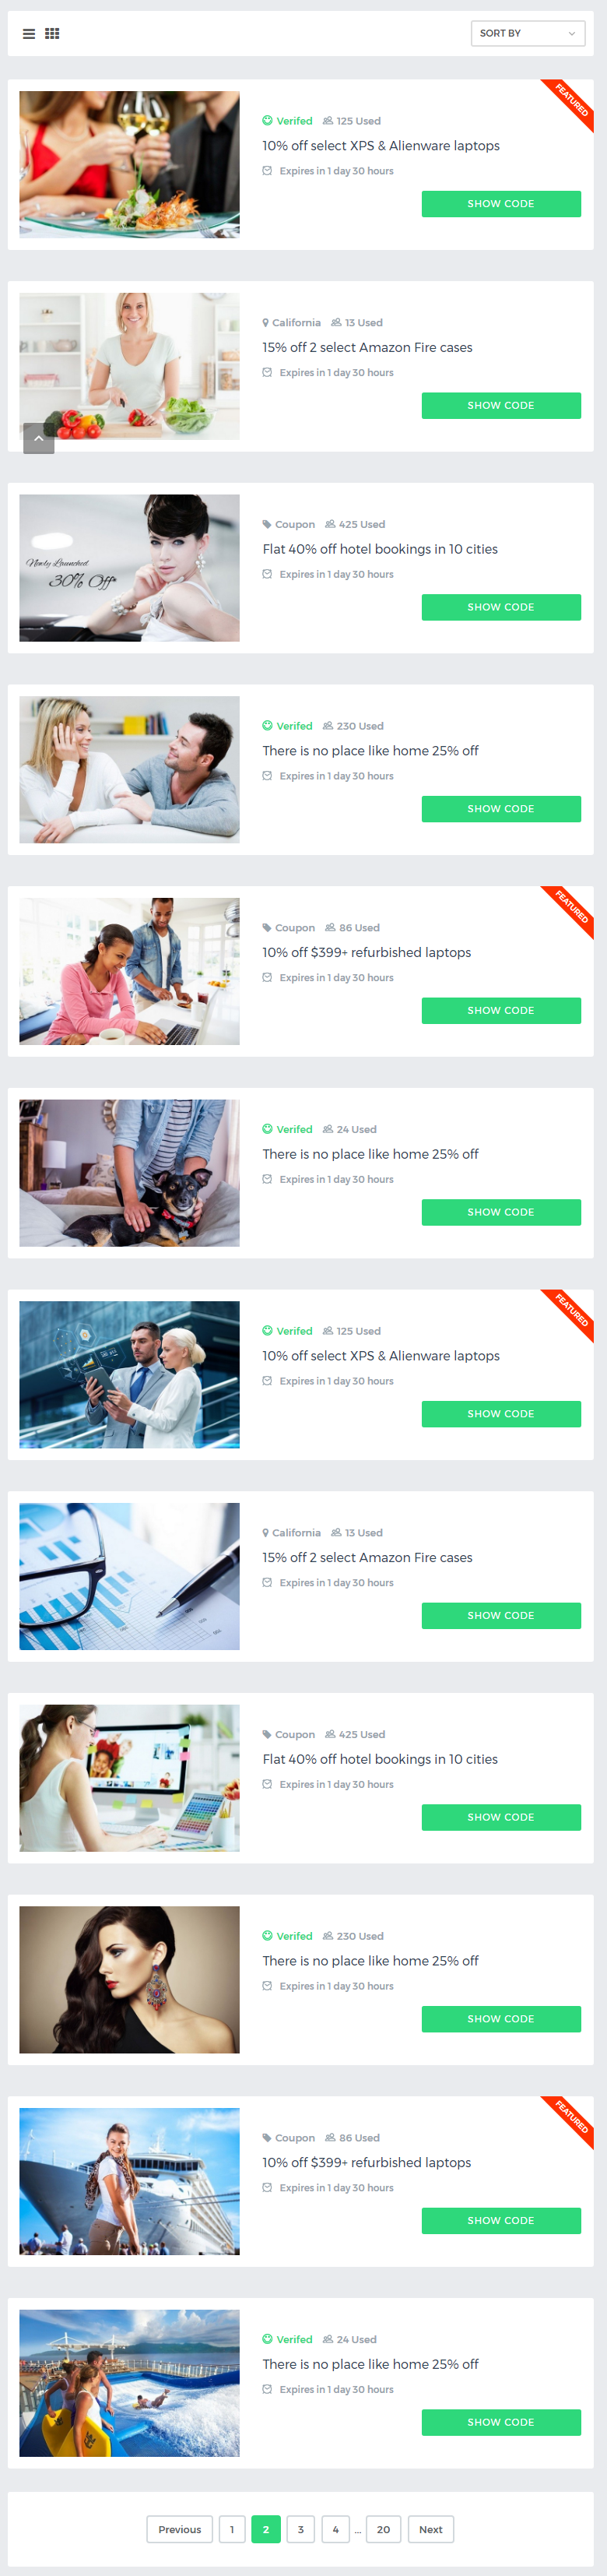 SORT BY
FEATURED
Verifed 125 Used
10% off select XPS & Alienware laptops
Expires in 1 day 30 hours
SHOW CODE
California 13 Used
15% off 2 select Amazon Fire cases
Expires in 1 day 30 hours
SHOW CODE
Newly Launched
30% Off*
Coupon 425 Used
Flat 40% off hotel bookings in 10 cities
Expires in 1 day 30 hours
SHOW CODE
Verifed 230 Used
There is no place like home 25% off
Expires in 1 day 30 hours
SHOW CODE
FEATURED
Coupon 86 Used
10% off $399+ refurbished laptops
Expires in 1 day 30 hours
SHOW CODE
Verifed 24 Used
There is no place like home 25% off
Expires in 1 day 30 hours
SHOW CODE
FEATURED
Verifed 125 Used
10% off select XPS & Alienware laptops
Expires in 1 day 30 hours
SHOW CODE
California 13 Used
15% off 2 select Amazon Fire cases
Expires in 1 day 30 hours
SHOW CODE
Coupon 425 Used
Flat 40% off hotel bookings in 10 cities
Expires in 1 day 30 hours
SHOW CODE
Verifed 230 Used
There is no place like home 25% off
Expires in 1 day 30 hours
SHOW CODE
FEATURED
Coupon 86 Used
10% off $399+ refurbished laptops
Expires in 1 day 30 hours
SHOW CODE
Verifed 24 Used
There is no place like home 25% off
Expires in 1 day 30 hours
SHOW CODE
Previous 1 2 3 4 ... 20 Next